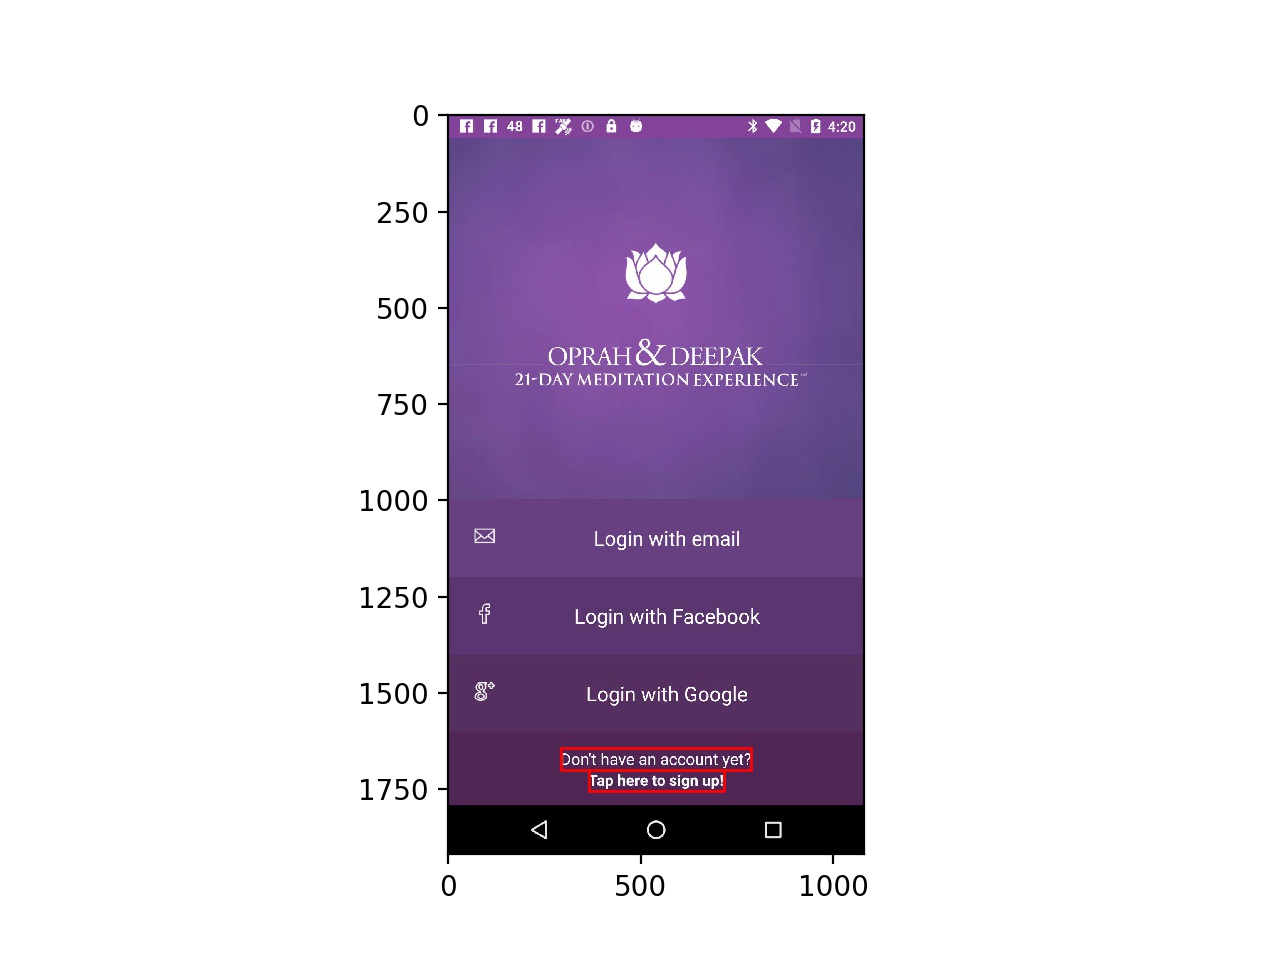 0
48
4:20
250
500
OPRAH & DEEPAK
21-DAY MEDITATION EXPERIENCE
750
1000
Login with email
1250
Login with Facebook
1500
Login with Google
Don't have an account yet?
Tap here to sign up!
1750
0 500 1000